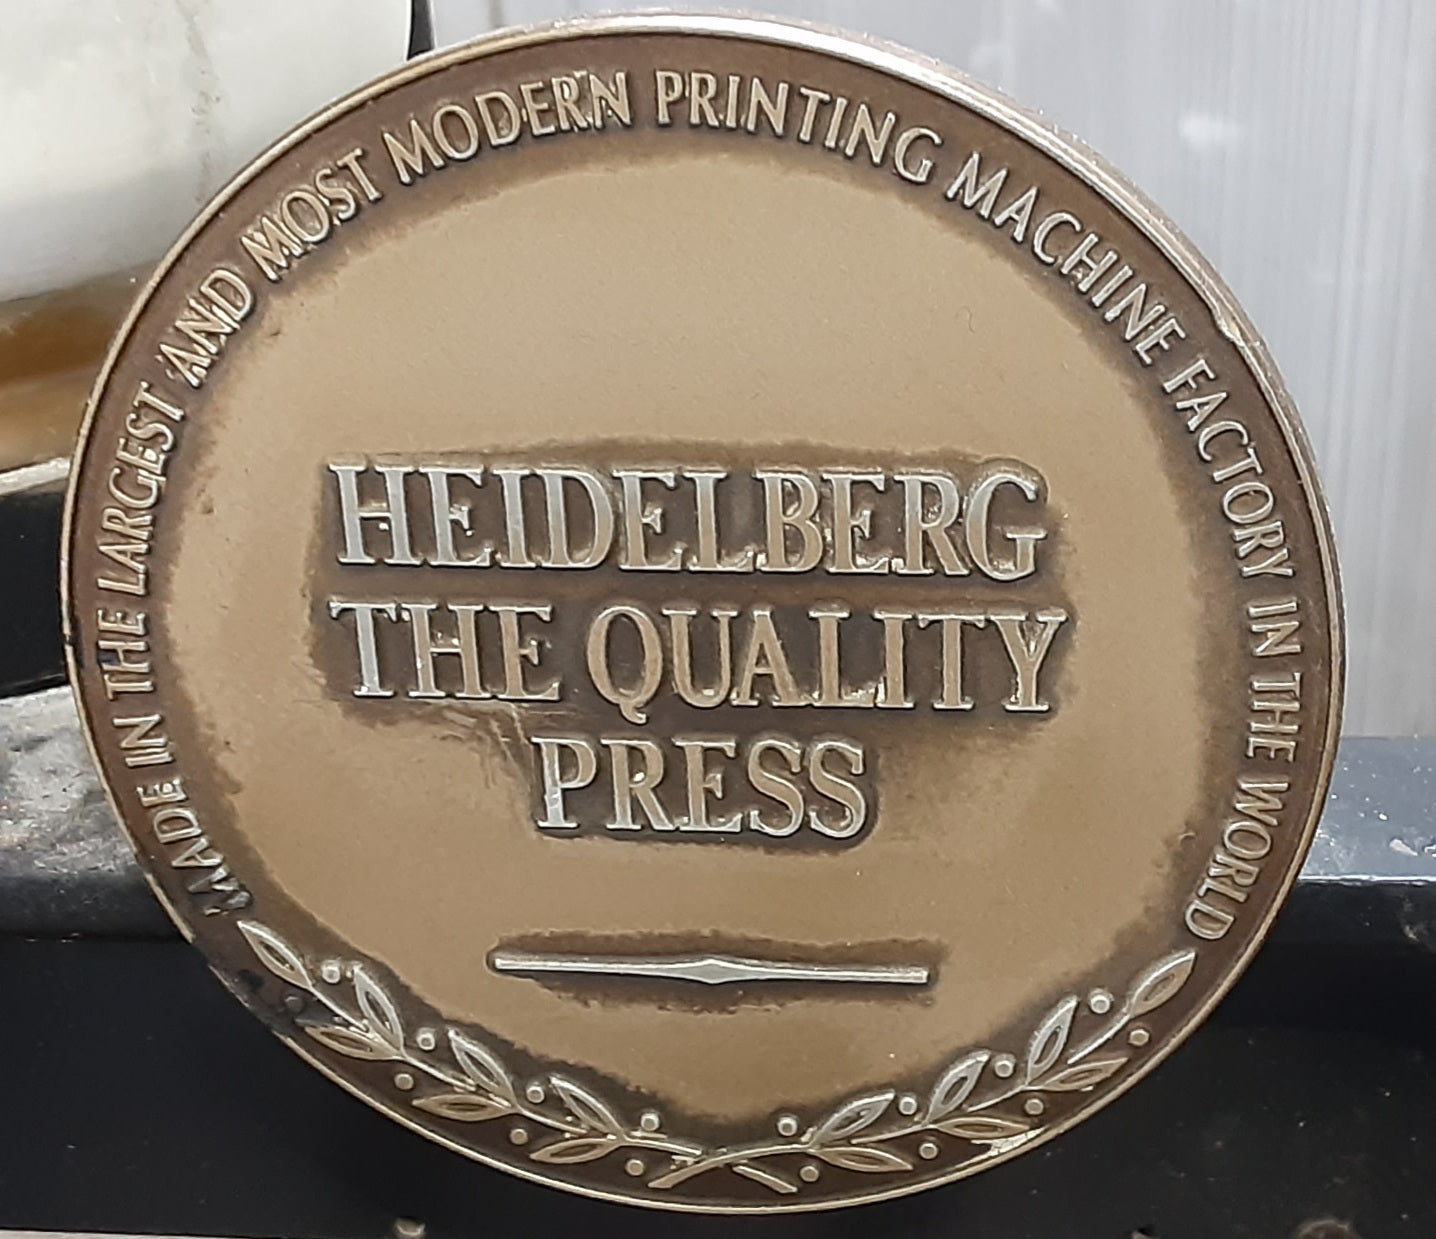 MADE IN THE LARGEST AND MOST MODERN PRINTING MACHINE FACTORY IN THE WORLD
HEIDELBERG
THE QUALITY
PRESS